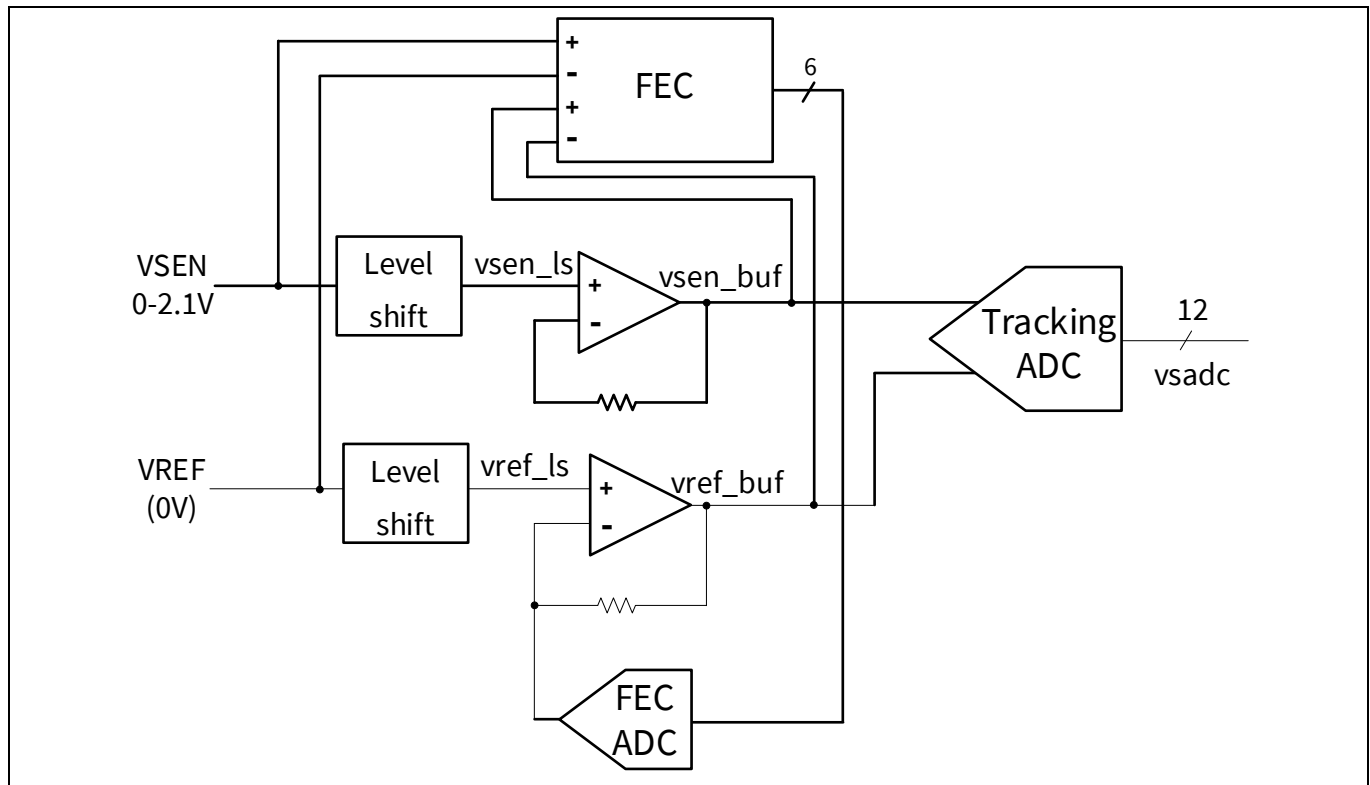 +
-
+
-
FEC
6
VSEN
0-2.1V
Level
shift
vsen_ls
+
-
vsen_buf
Tracking
ADC
12
vsadc
VREF
(0V)
Level
shift
vref_ls
+
-
vref_buf
FEC
ADC